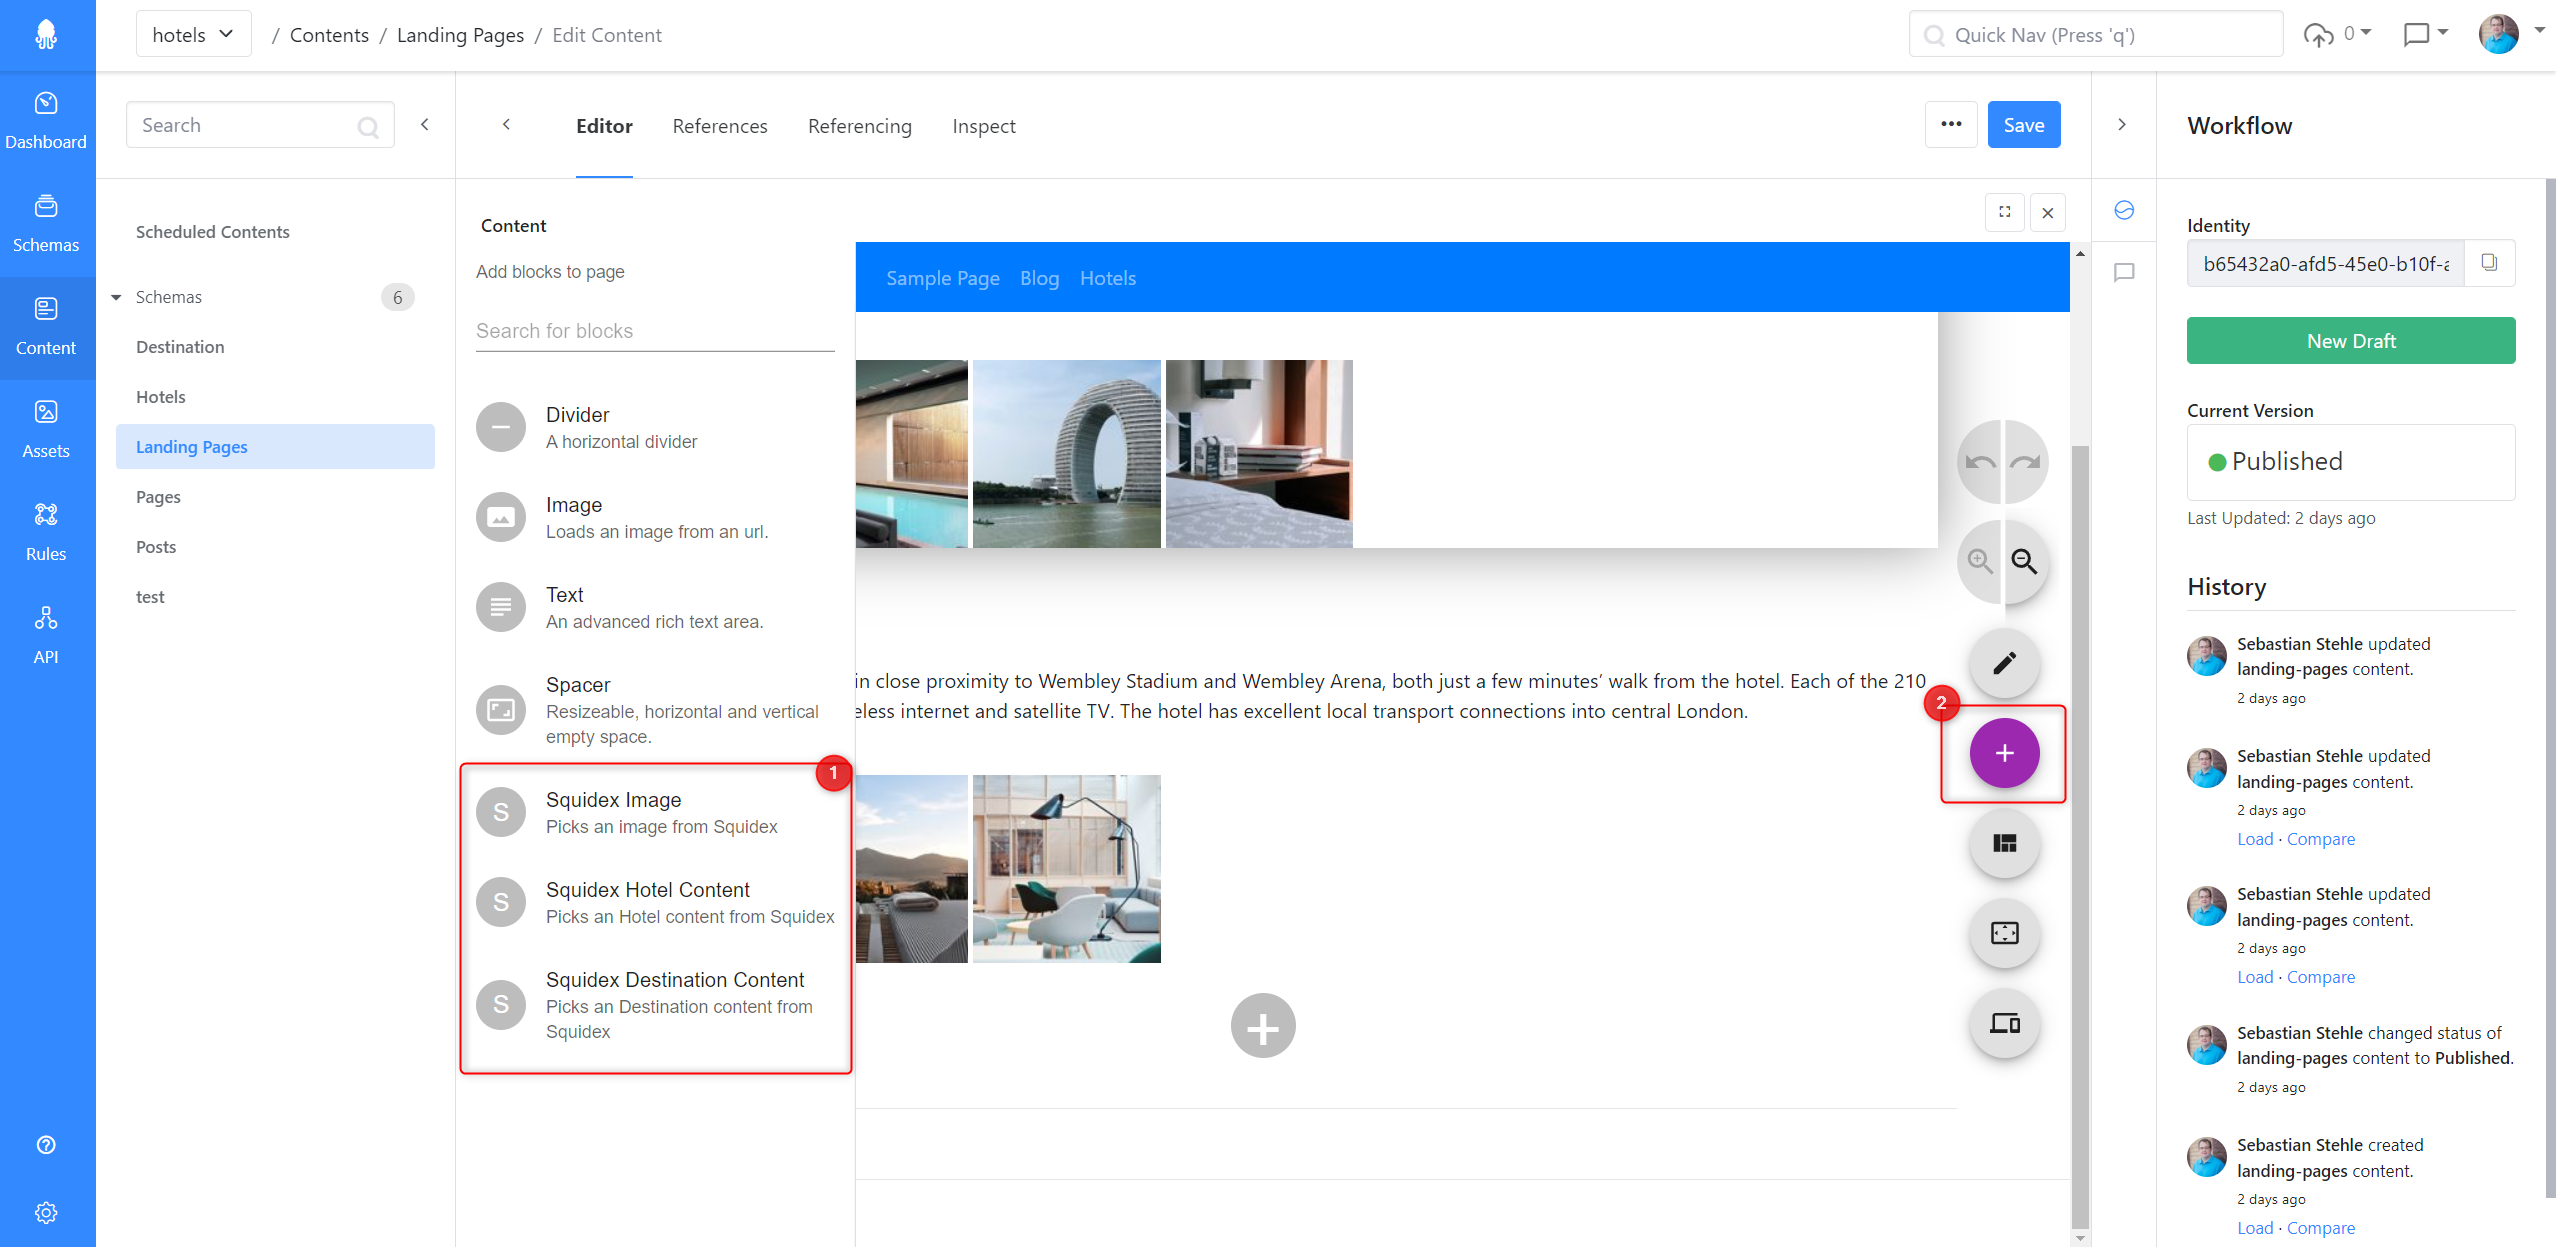 hotels
/ Contents / Landing Pages / Edit Content
Quick Nav (Press 'q')
0
Dashboard
Schemas
Content
Assets
Rules
API
Search
Scheduled Contents
Schemas
6
Destination
Hotels
Landing Pages
Pages
Posts
test
Editor
References
Referencing
Inspect
•••
Save
Content
Add blocks to page
Search for blocks
Divider
A horizontal divider
Image
Loads an image from an url.
Text
An advanced rich text area.
Spacer
Resizeable, horizontal and vertical
empty space.
1
S
Squidex Image
Picks an image from Squidex
S
Squidex Hotel Content
Picks an Hotel content from Squidex
S
Squidex Destination Content
Picks an Destination content from
Squidex
Sample Page
Blog
Hotels
in close proximity to Wembley Stadium and Wembley Arena, both just a few minutes’ walk from the hotel. Each of the 210
eless internet and satellite TV. The hotel has excellent local transport connections into central London.
2
Workflow
Identity
b65432a0-afd5-45e0-b10f-a
New Draft
Current Version
Published
Last Updated: 2 days ago
History
Sebastian Stehle updated
landing-pages content.
2 days ago
Sebastian Stehle updated
landing-pages content.
2 days ago
Load · Compare
Sebastian Stehle updated
landing-pages content.
2 days ago
Load · Compare
Sebastian Stehle changed status of
landing-pages content to Published.
2 days ago
Sebastian Stehle created
landing-pages content.
2 days ago
Load · Compare